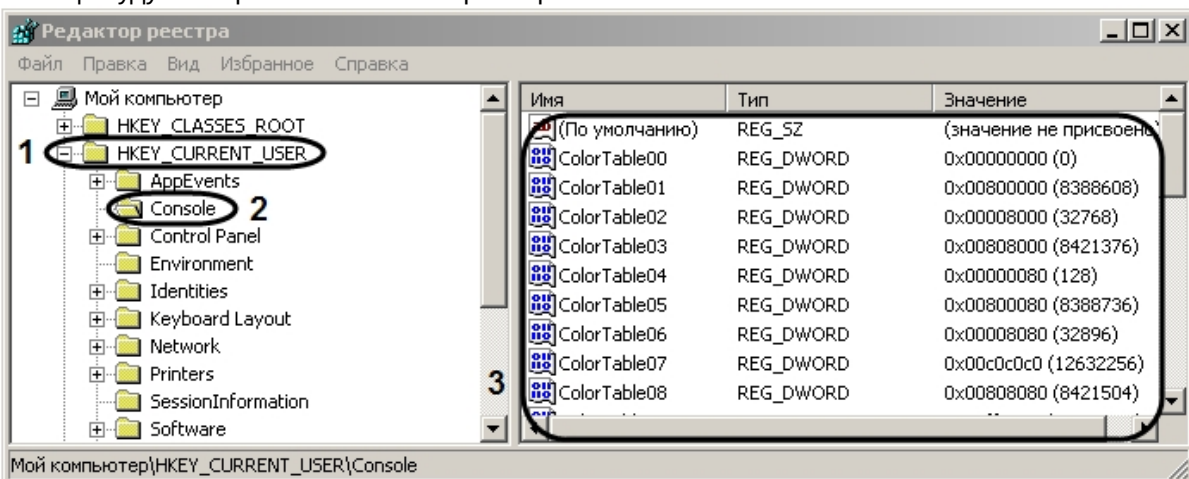 Редактор реестра
Файл Правка Вид Избранное Справка
Мой компьютер
HKEY_CLASSES_ROOT
1 HKEY_CURRENT_USER
AppEvents
Console 2
Control Panel
Environment
Identities
Keyboard Layout
Network
Printers
SessionInformation
Software
3
Имя Тип Значение
(По умолчанию) REG_SZ (значение не присвоено)
ColorTable00 REG_DWORD 0x00000000 (0)
ColorTable01 REG_DWORD 0x00800000 (8388608)
ColorTable02 REG_DWORD 0x00008000 (32768)
ColorTable03 REG_DWORD 0x00808000 (8421376)
ColorTable04 REG_DWORD 0x00000080 (128)
ColorTable05 REG_DWORD 0x00800080 (8388736)
ColorTable06 REG_DWORD 0x00008080 (32896)
ColorTable07 REG_DWORD 0x00c0c0c0 (12632256)
ColorTable08 REG_DWORD 0x00808080 (8421504)
Мой компьютер\HKEY_CURRENT_USER\Console